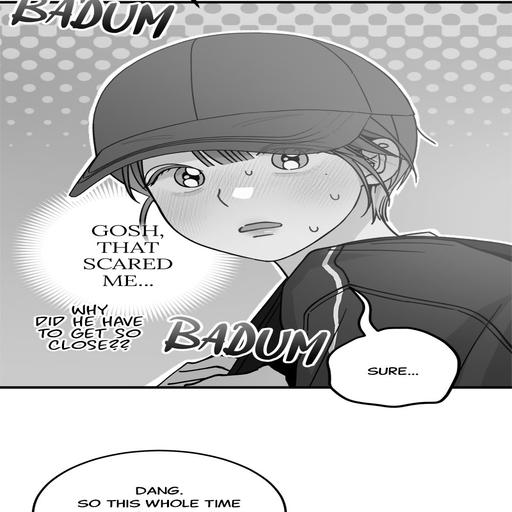 BADUM
GOSH,
THAT
SCARED
ME...
WHY
DID HE HAVE
TO GET SO
CLOSE??
BADUM
SURE...
DANG.
SO THIS WHOLE TIME